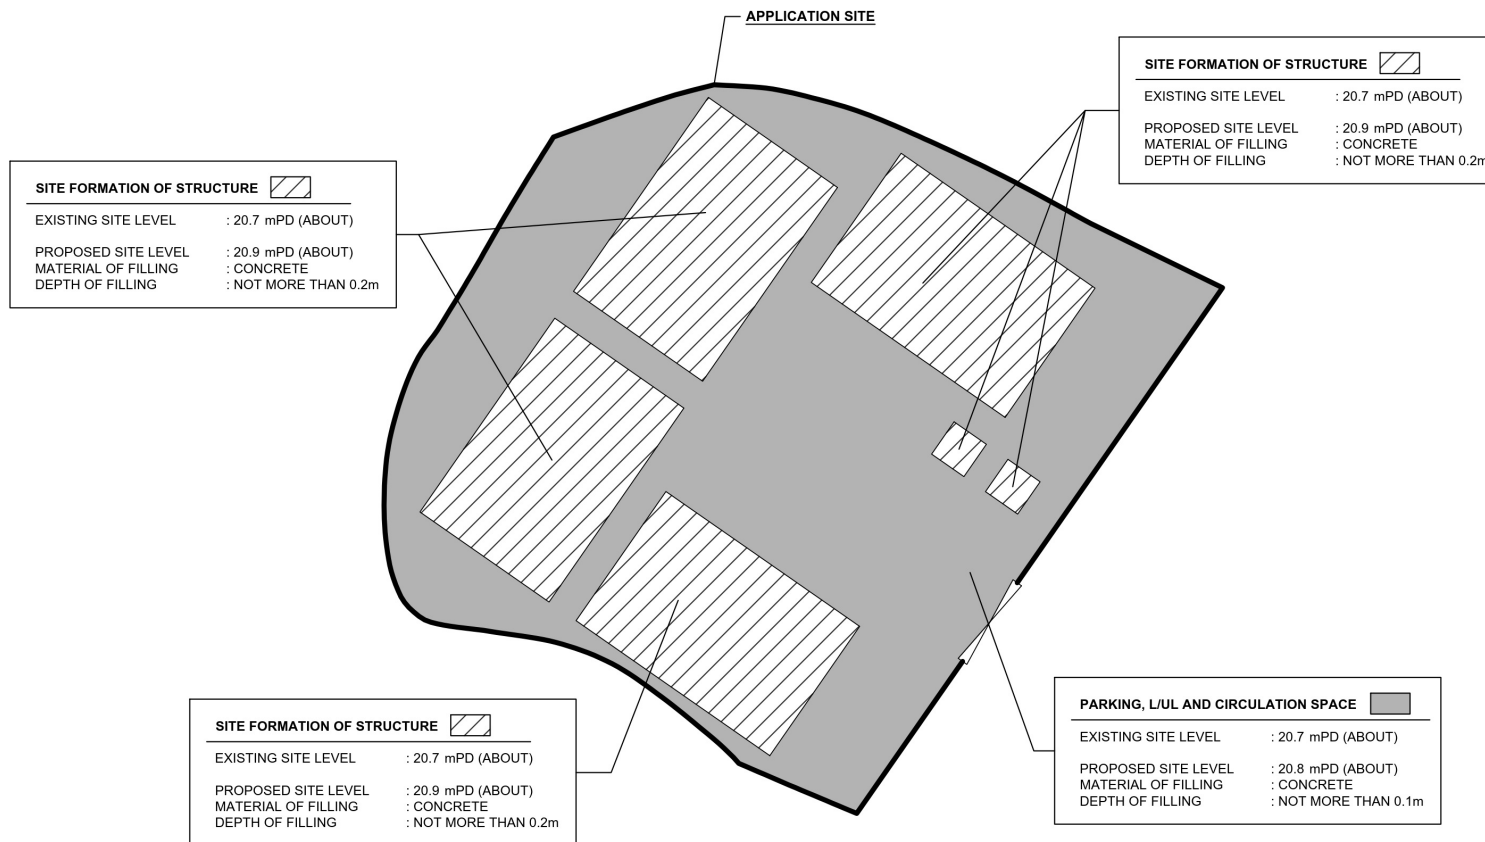 APPLICATION SITE
SITE FORMATION OF STRUCTURE
EXISTING SITE LEVEL : 20.7 mPD (ABOUT)
PROPOSED SITE LEVEL : 20.9 mPD (ABOUT)
MATERIAL OF FILLING : CONCRETE
DEPTH OF FILLING : NOT MORE THAN 0.2m
SITE FORMATION OF STRUCTURE
EXISTING SITE LEVEL : 20.7 mPD (ABOUT)
PROPOSED SITE LEVEL : 20.9 mPD (ABOUT)
MATERIAL OF FILLING : CONCRETE
DEPTH OF FILLING : NOT MORE THAN 0.2m
PARKING, L/UL AND CIRCULATION SPACE
EXISTING SITE LEVEL : 20.7 mPD (ABOUT)
PROPOSED SITE LEVEL : 20.8 mPD (ABOUT)
MATERIAL OF FILLING : CONCRETE
DEPTH OF FILLING : NOT MORE THAN 0.1m
SITE FORMATION OF STRUCTURE
EXISTING SITE LEVEL : 20.7 mPD (ABOUT)
PROPOSED SITE LEVEL : 20.9 mPD (ABOUT)
MATERIAL OF FILLING : CONCRETE
DEPTH OF FILLING : NOT MORE THAN 0.2m